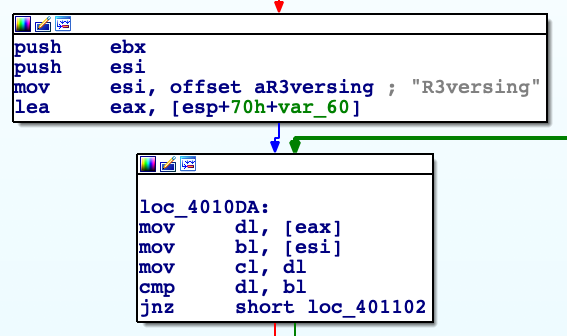 push ebx
push esi
mov esi, offset aR3versing ; "R3versing"
lea eax, [esp+70h+var_60]
loc_4010DA:
mov dl, [eax]
mov bl, [esi]
mov cl, dl
cmp dl, bl
jnz short loc_401102